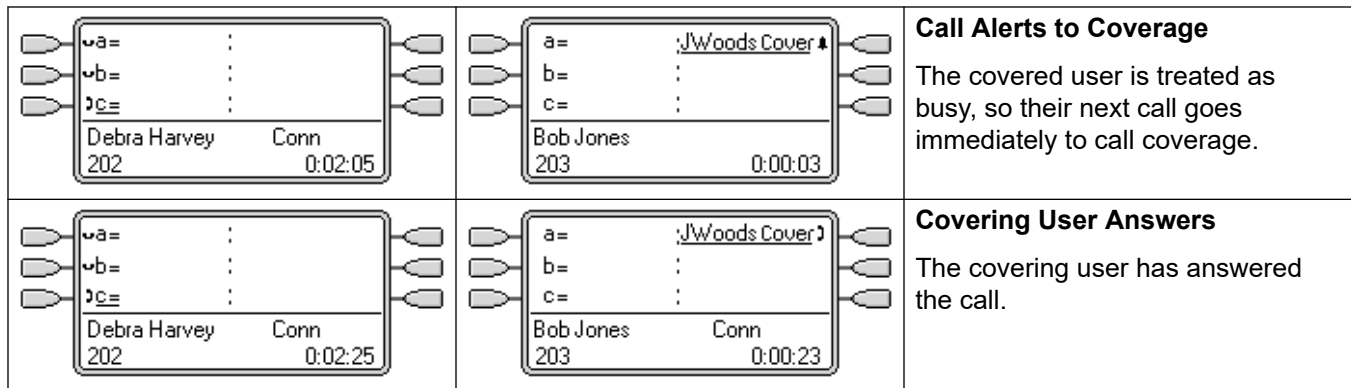 a= :
b= :
c= :
Debra Harvey Conn
202 0:02:05
a= :JWoods Cover
b= :
c= :
Bob Jones
203 0:00:03
Call Alerts to Coverage
The covered user is treated as
busy, so their next call goes
immediately to call coverage.
a= :
b= :
c= :
Debra Harvey Conn
202 0:02:25
a= :JWoods Cover
b= :
c= :
Bob Jones Conn
203 0:00:23
Covering User Answers
The covering user has answered
the call.